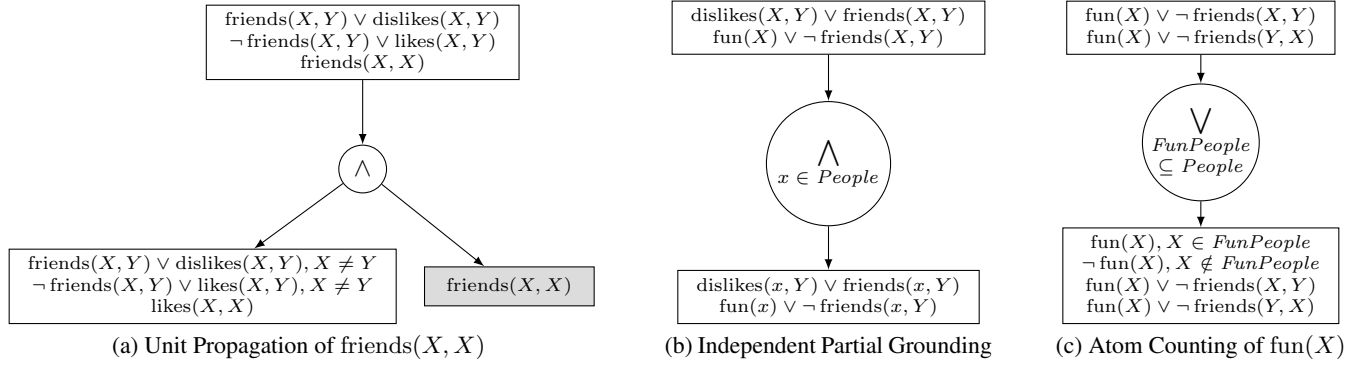 friends(X, Y) ∨ dislikes(X, Y)
¬ friends(X, Y) ∨ likes(X, Y)
friends(X, X)
∧
friends(X, Y) ∨ dislikes(X, Y), X ≠ Y
¬ friends(X, Y) ∨ likes(X, Y), X ≠ Y
likes(X, X)
friends(X, X)
(a) Unit Propagation of friends(X, X)
dislikes(X, Y) ∨ friends(X, Y)
fun(X) ∨ ¬ friends(X, Y)
⋀
x ∈ People
dislikes(x, Y) ∨ friends(x, Y)
fun(x) ∨ ¬ friends(x, Y)
(b) Independent Partial Grounding
fun(X) ∨ ¬ friends(X, Y)
fun(X) ∨ ¬ friends(Y, X)
⋁
FunPeople
⊆ People
fun(X), X ∈ FunPeople
¬ fun(X), X ∉ FunPeople
fun(X) ∨ ¬ friends(X, Y)
fun(X) ∨ ¬ friends(Y, X)
(c) Atom Counting of fun(X)